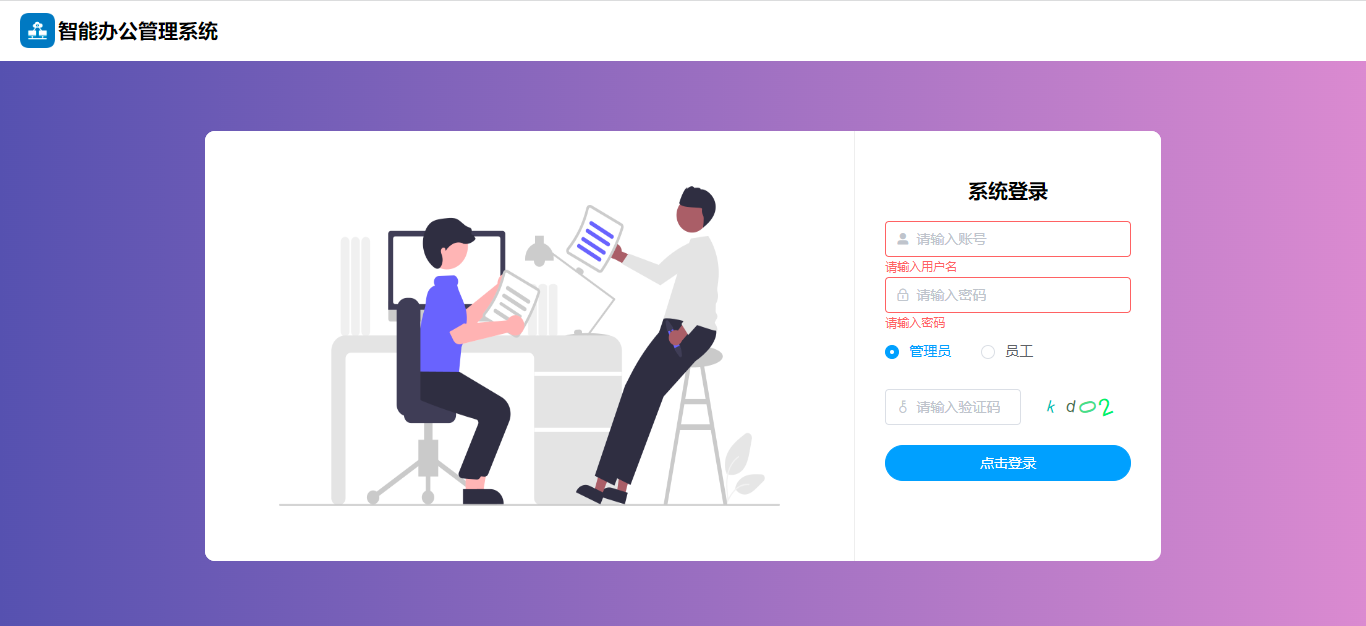 智能办公管理系统
系统登录
请输入账号
请输入用户名
请输入密码
请输入密码
管理员 员工
请输入验证码 k d 0 2
点击登录